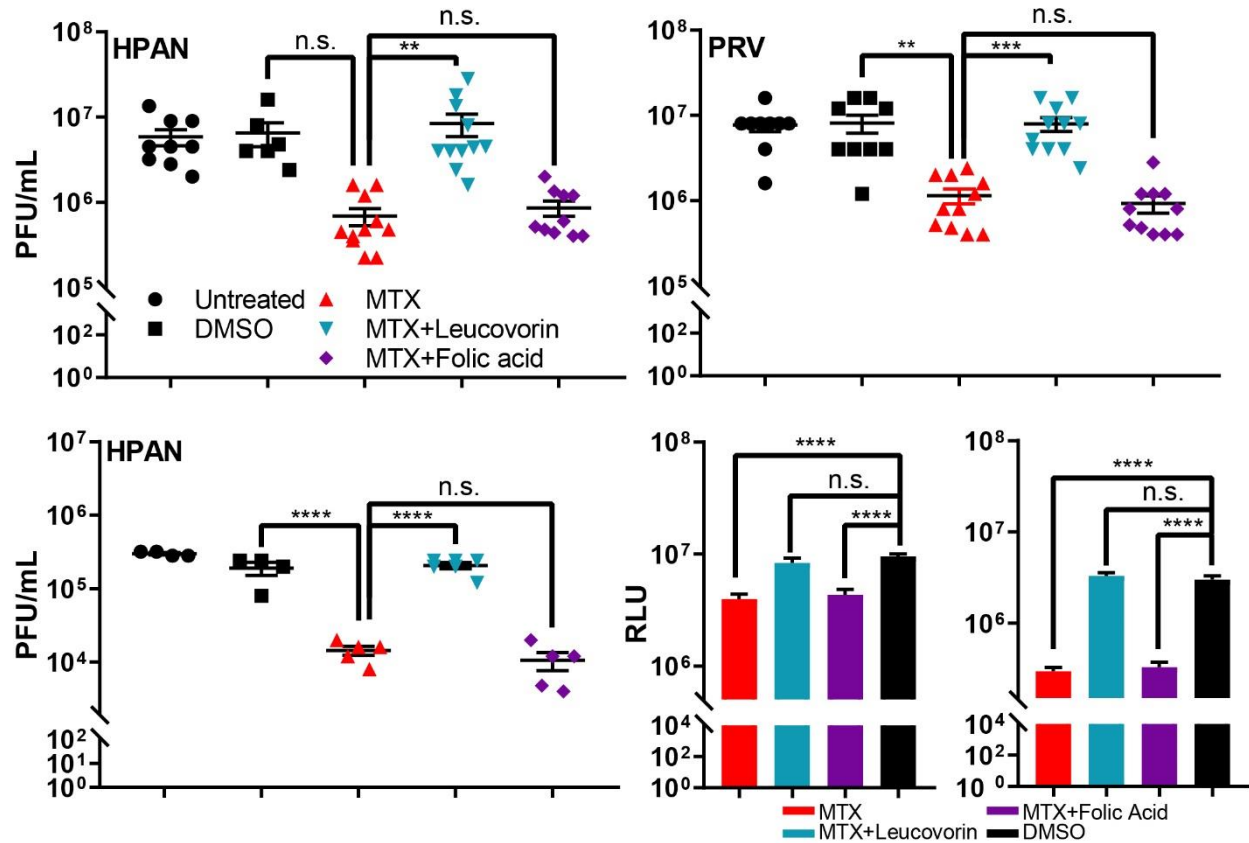 HPAN
n.s.
n.s.
**
10⁸
10⁷
10⁶
10⁵
10²
10⁰
PFU/mL
Untreated
DMSO
MTX
MTX+Leucovorin
MTX+Folic acid
PRV
n.s.
**
***
10⁸
10⁷
10⁶
10⁵
10²
10⁰
HPAN
n.s.
****
****
10⁷
10⁶
10⁵
10⁴
10²
10¹
10⁰
PFU/mL
****
n.s.
****
10⁸
10⁷
10⁶
10⁴
10²
10⁰
RLU
****
n.s.
****
10⁸
10⁷
10⁶
10⁴
10²
10⁰
MTX
MTX+Folic Acid
MTX+Leucovorin
DMSO